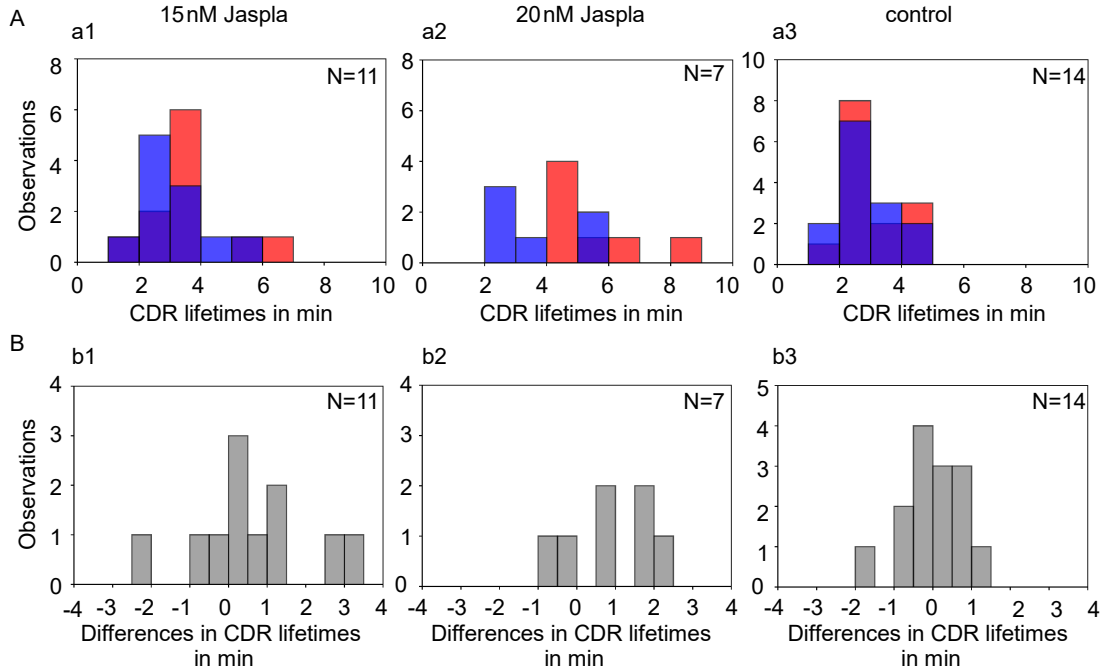 A
15nM Jaspla
20nM Jaspla
control
a1
a2
a3
Observations
8
6
4
2
0
N=11
0 2 4 6 8 10
CDR lifetimes in min
8
6
4
2
0
N=7
0 2 4 6 8 10
CDR lifetimes in min
10
8
6
4
2
0
N=14
0 2 4 6 8 10
CDR lifetimes in min
B
b1
b2
b3
Observations
4
3
2
1
0
N=11
-4 -3 -2 -1 0 1 2 3 4
Differences in CDR lifetimes
in min
4
3
2
1
0
N=7
-4 -3 -2 -1 0 1 2 3 4
Differences in CDR lifetimes
in min
5
4
3
2
1
0
N=14
-4 -3 -2 -1 0 1 2 3 4
Differences in CDR lifetimes
in min